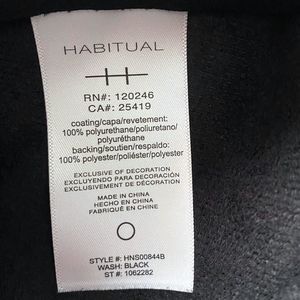 HABITUAL
RN#: 120246
CA#: 25419
coating/capa/revetement:
100% polyurethane/poliuretano/
polyuréthane
backing/soutien/respaldo:
100% polyester/poliéster/polyester
EXCLUSIVE OF DECORATION
EXCLUYENDO PARA DECORACIÓN
EXCLUSIVEMENT DE DÉCORATION
MADE IN CHINA
HECHO EN CHINA
FABRIQUÉ EN CHINE
STYLE #: HNS00844B
WASH: BLACK
ST #: 1062282